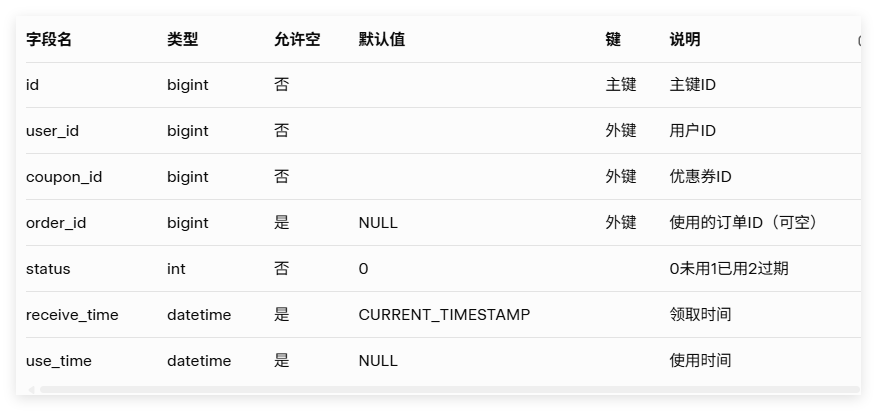 字段名 类型 允许空 默认值 键 说明
id bigint 否 主键 主键ID
user_id bigint 否 外键 用户ID
coupon_id bigint 否 外键 优惠券ID
order_id bigint 是 NULL 外键 使用的订单ID（可空）
status int 否 0 0未用1已用2过期
receive_time datetime 是 CURRENT_TIMESTAMP 领取时间
use_time datetime 是 NULL 使用时间